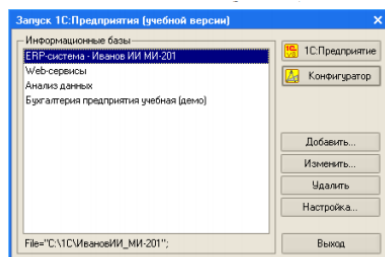 Запуск 1С:Предприятия (учебной версии)
Информационные базы
ERP-система - Иванов ИИ МИ-201
Web-сервисы
Анализ данных
Бухгалтерия предприятия учебная (демо)
1С:Предприятие
Конфигуратор
Добавить...
Изменить...
Удалить
Настройка...
File="C:\1С\ИвановИИ_МИ-201";
Выход